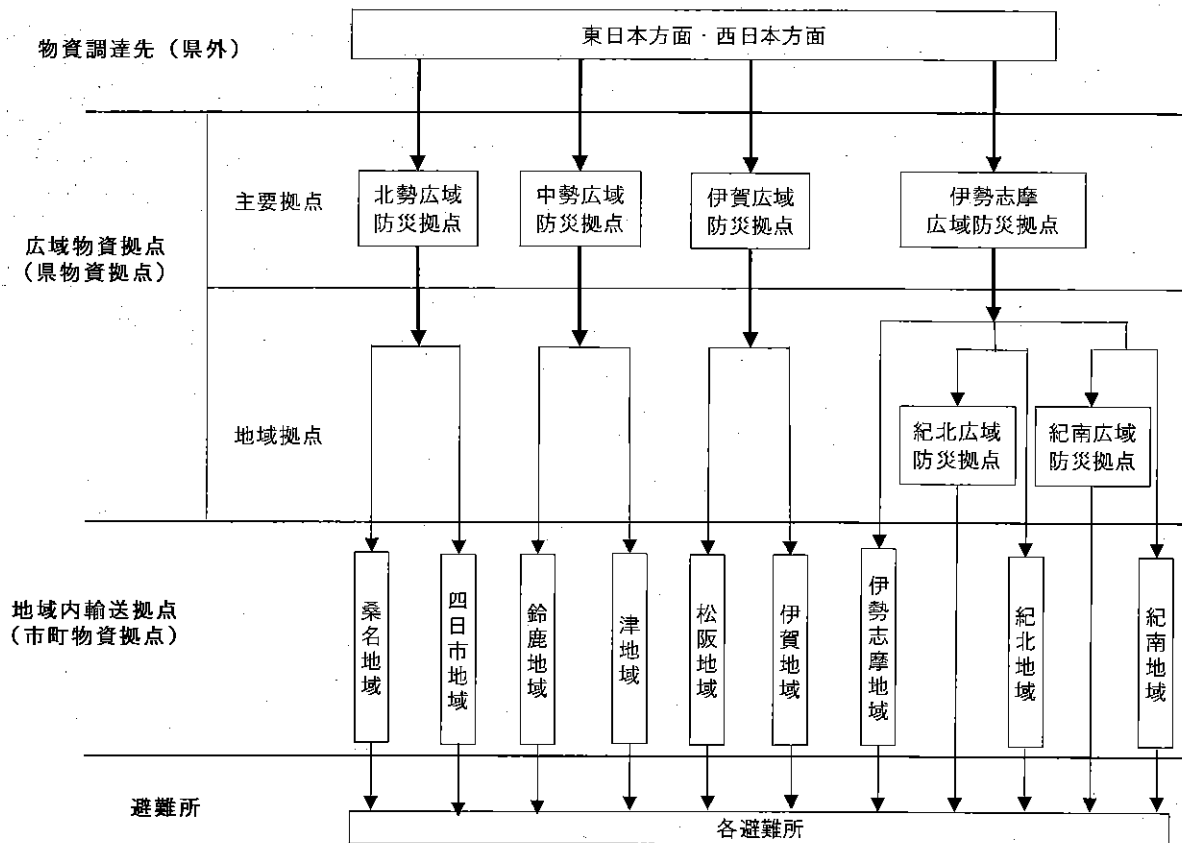 物資調達先（県外）
東日本方面・西日本方面
広域物資拠点
（県物資拠点）
主要拠点
北勢広域
防災拠点
中勢広域
防災拠点
伊賀広域
防災拠点
伊勢志摩
広域防災拠点
地域拠点
紀北広域
防災拠点
紀南広域
防災拠点
地域内輸送拠点
（市町物資拠点）
桑名地域
四日市地域
鈴鹿地域
津地域
松阪地域
伊賀地域
伊勢志摩地域
紀北地域
紀南地域
避難所
各避難所